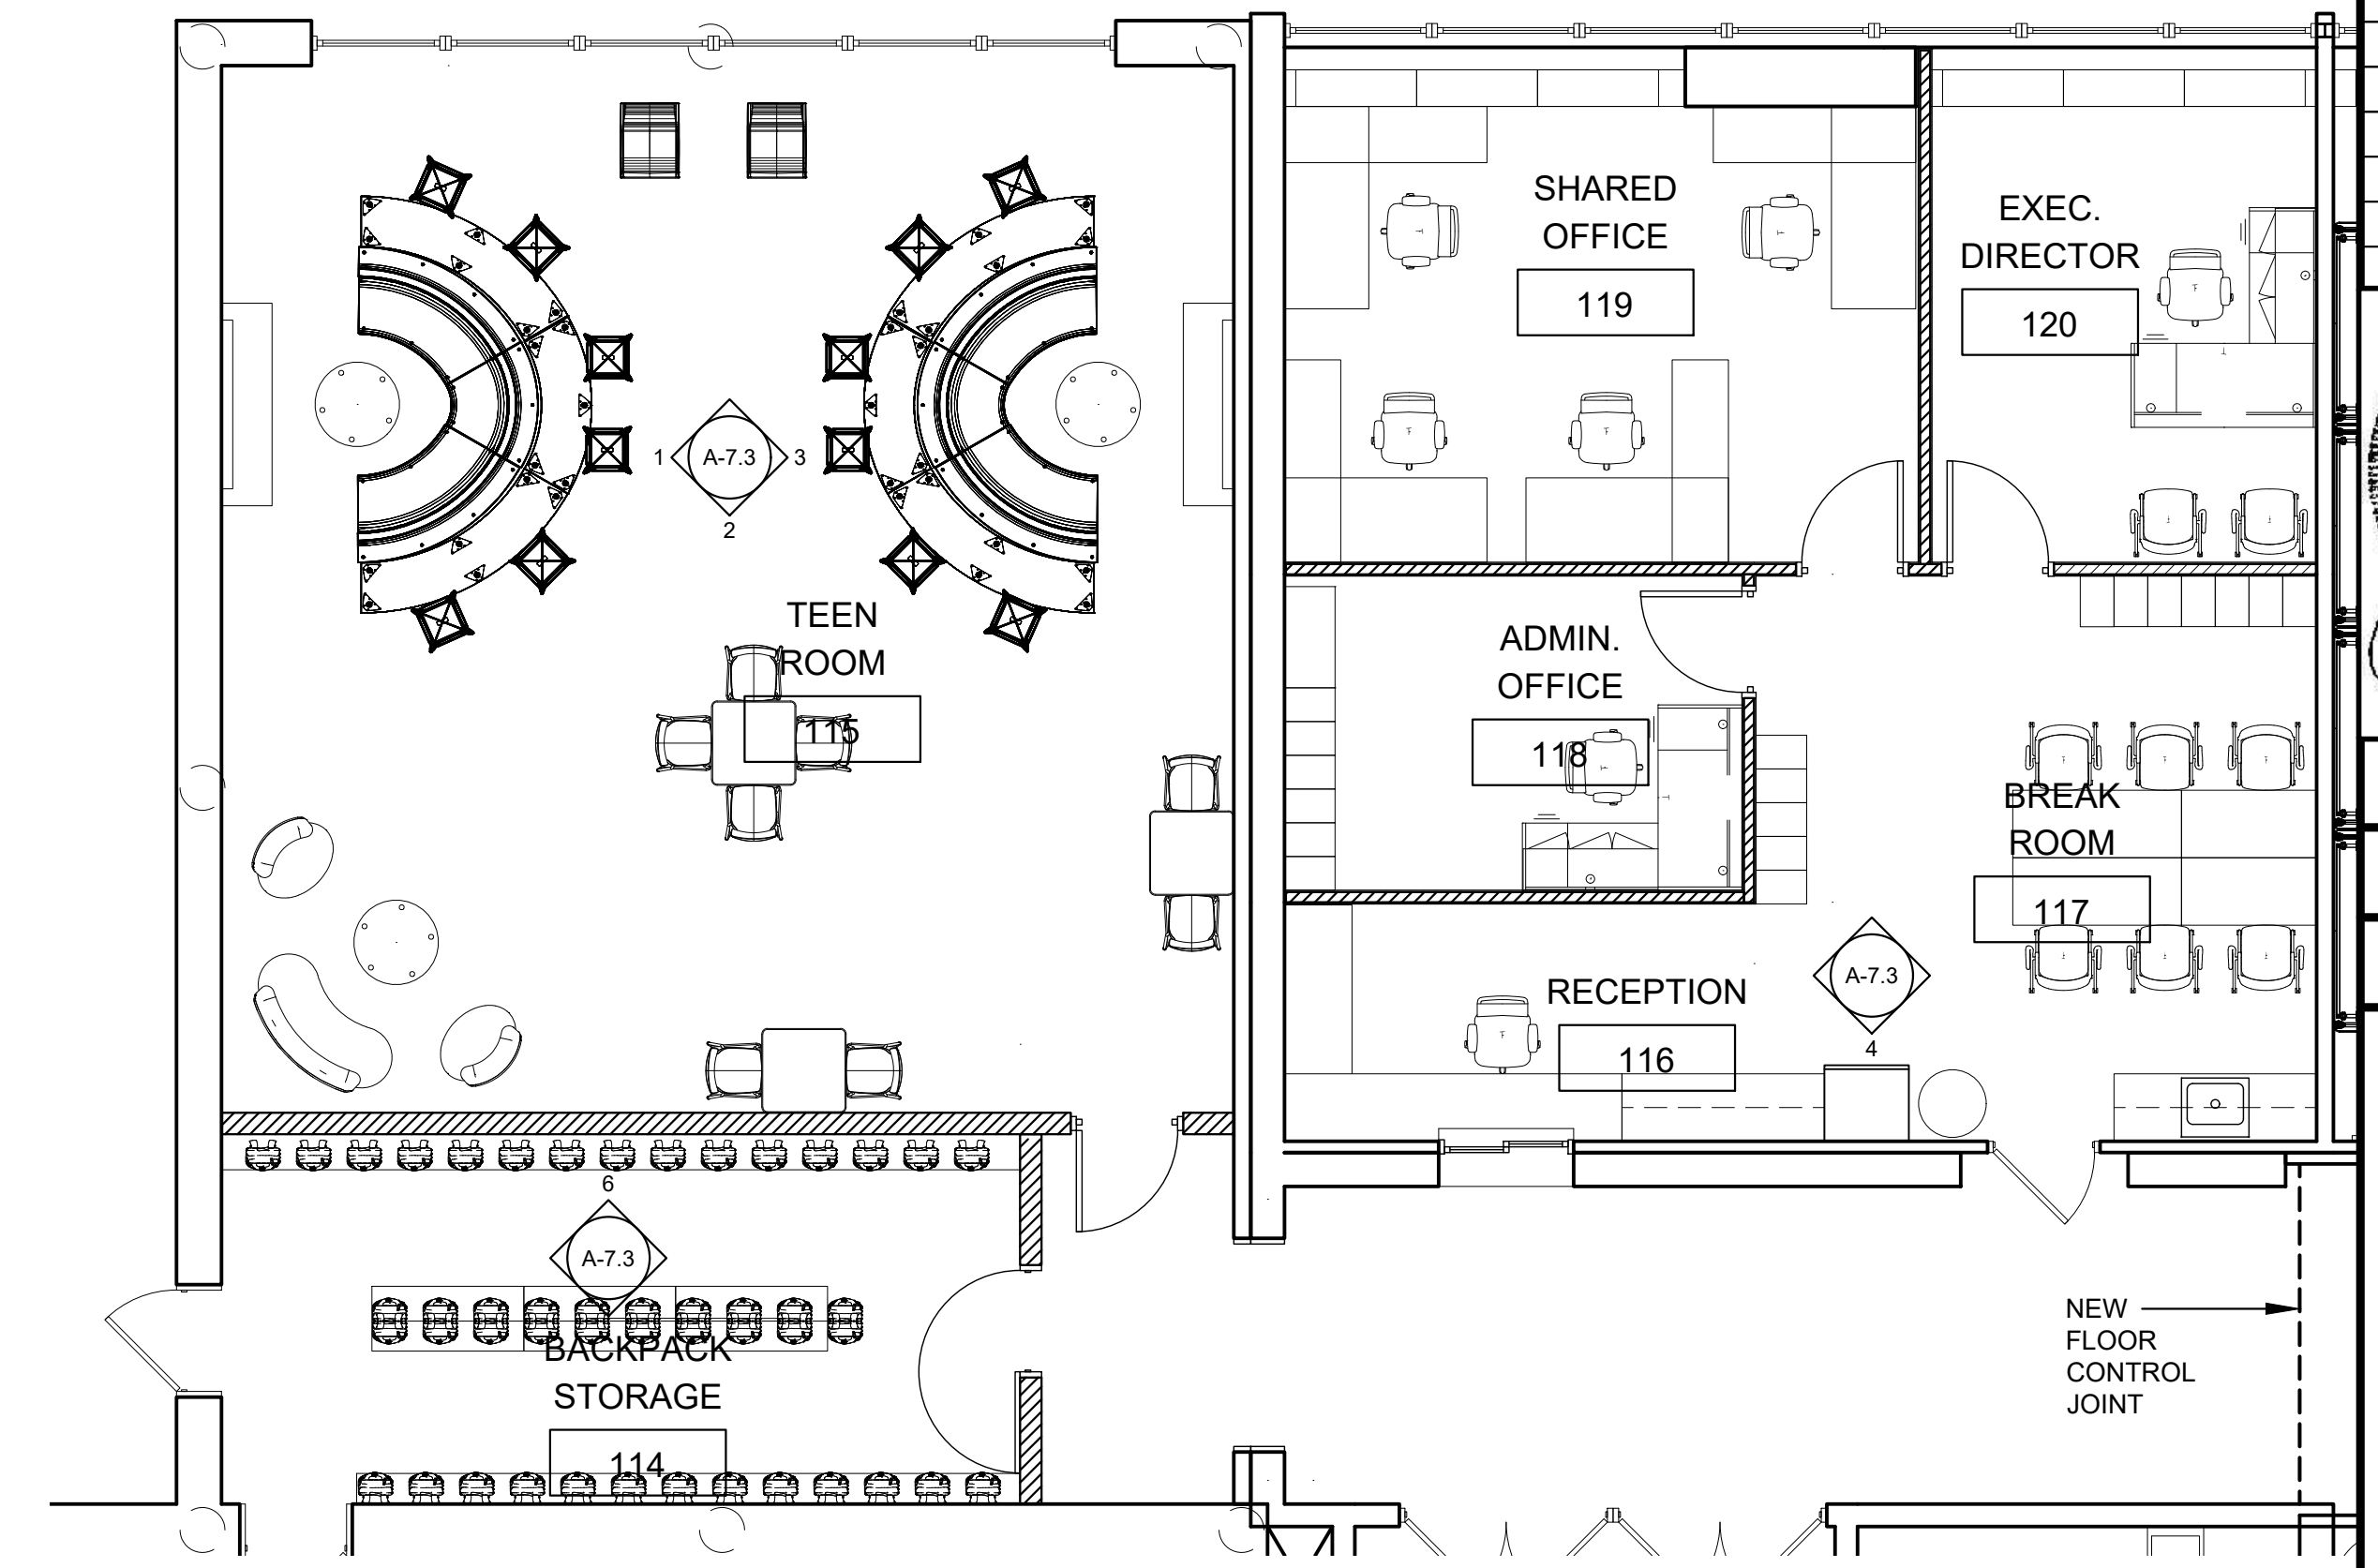 SHARED
OFFICE
119
EXEC.
DIRECTOR
120
1
A-7.3
3
2
TEEN
ROOM
115
ADMIN.
OFFICE
118
BREAK
ROOM
117
RECEPTION
116
A-7.3
4
6
A-7.3
BACKPACK
STORAGE
114
NEW
FLOOR
CONTROL
JOINT